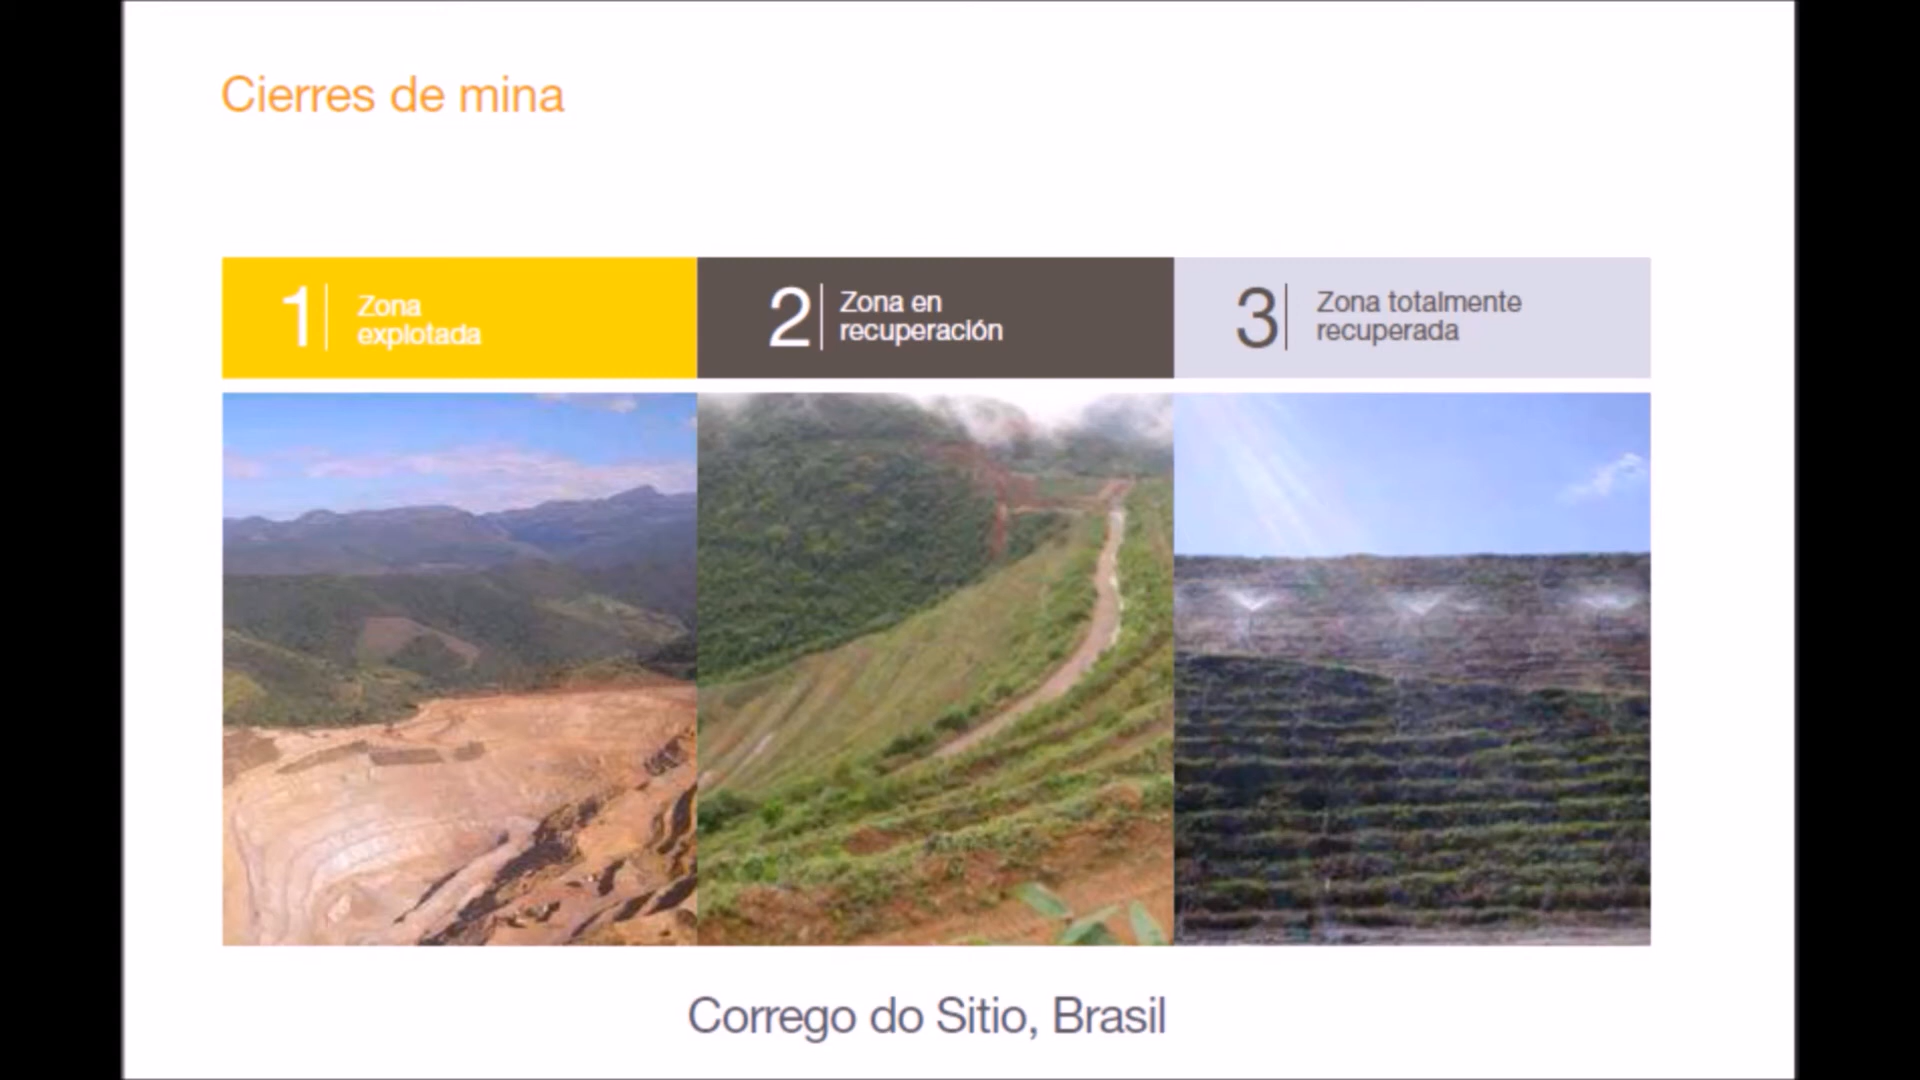 Cierres de mina
1
Zona
explotada
2
Zona en
recuperación
3
Zona totalmente
recuperada
Corrego do Sitio, Brasil